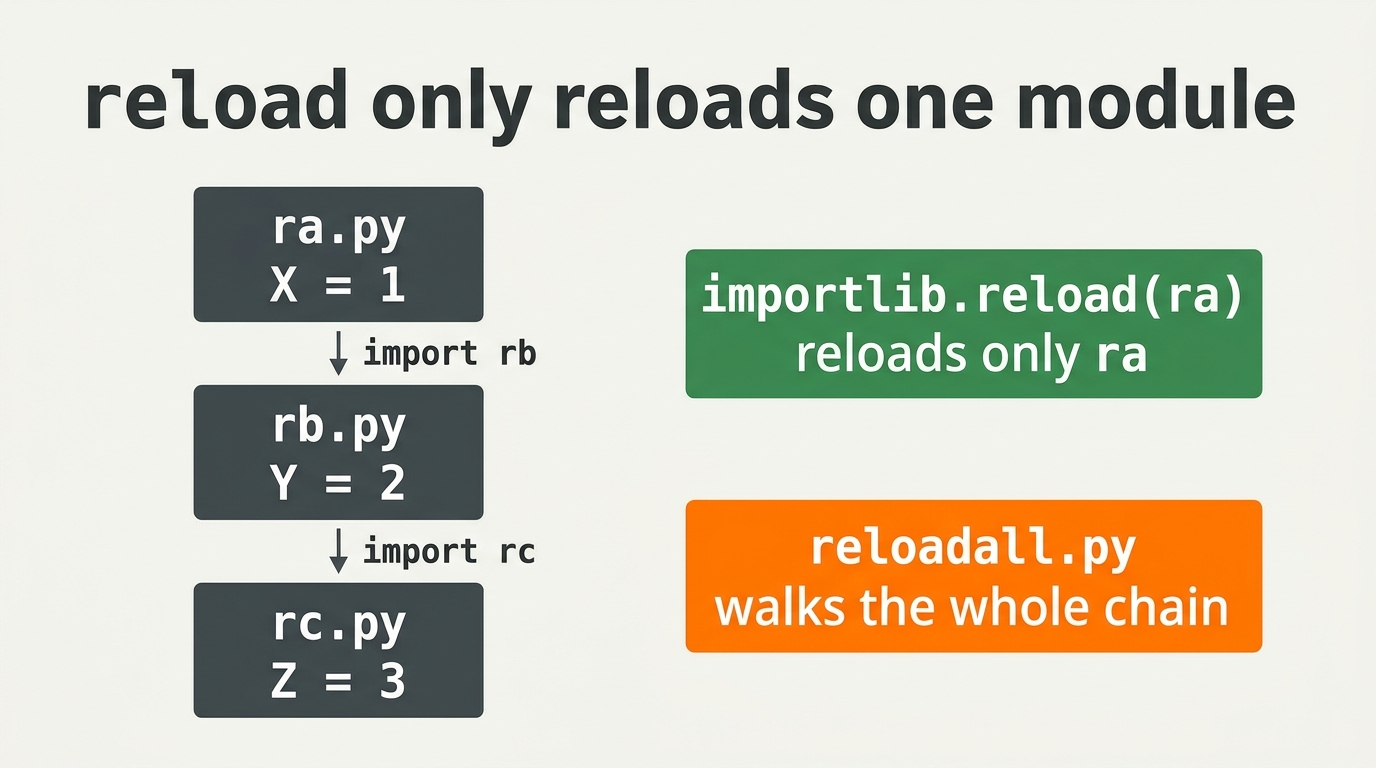 reload only reloads one module
ra.py
X = 1
import rb
rb.py
Y = 2
import rc
rc.py
Z = 3
importlib.reload(ra)
reloads only ra
reloadall.py
walks the whole chain